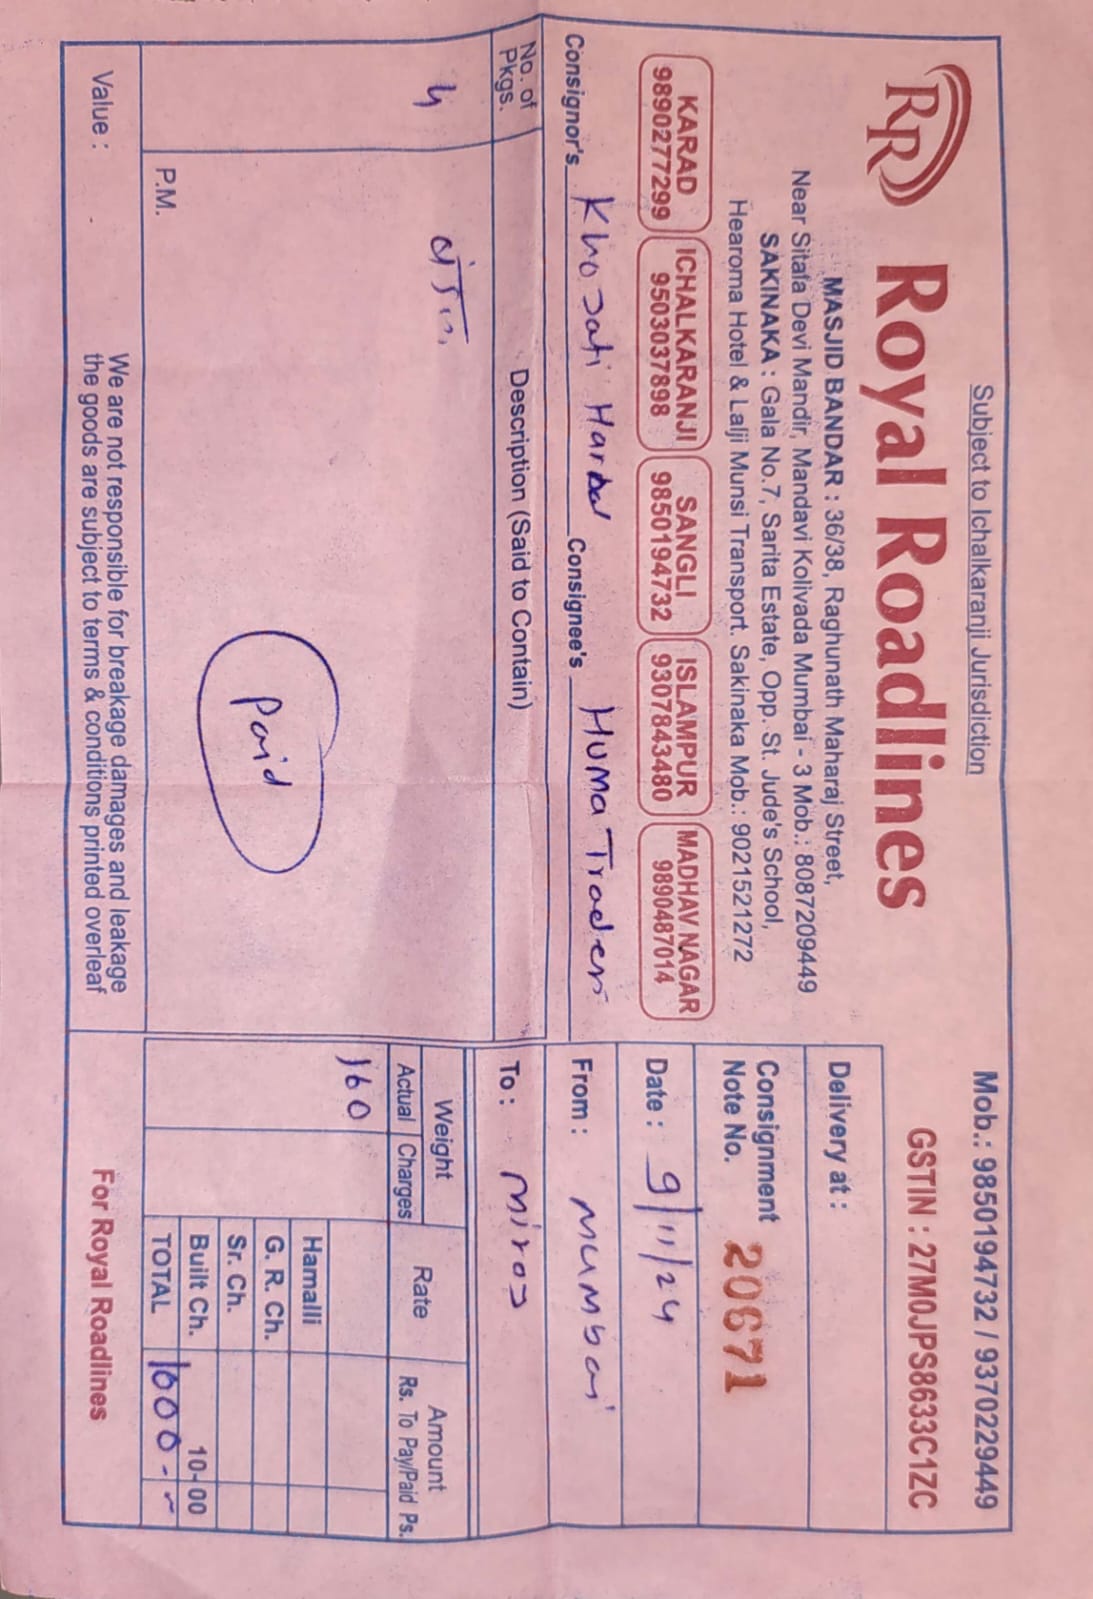 Subject to Ichalkaranji Jurisdiction
Mob.: 9850194732 / 9370229449
RR Royal Roadlines
GSTIN : 27M0JPS8633C1ZC
MASJID BANDAR : 36/38, Raghunath Maharaj Street,
Near Sitala Devi Mandir, Mandavi Kolivada Mumbai - 3 Mob.: 8087209449
SAKINAKA : Gala No.7, Sarita Estate, Opp. St. Jude's School,
Hearoma Hotel & Lalji Munsi Transport. Sakinaka Mob.: 9021521272
KARAD 9890277299
ICHALKARANJI 9503037898
SANGLI 9850194732
ISLAMPUR 9307843480
MADHAV NAGAR 9890487014
Delivery at :
Consignment Note No. 20671
Date : 9/11/24
Consignor's Consignee's Huma Traders
From : Mumbai
To :
No. of Pkgs.
Description (Said to Contain)
Weight
Actual Charges
Rate
Amount
Rs. To Pay/Paid Ps.
4
160
Hamalli
G. R. Ch.
Sr. Ch.
Built Ch. 10-00
Paid
P.M.
TOTAL 1000
Value :
We are not responsible for breakage damages and leakage
the goods are subject to terms & conditions printed overleaf
For Royal Roadlines